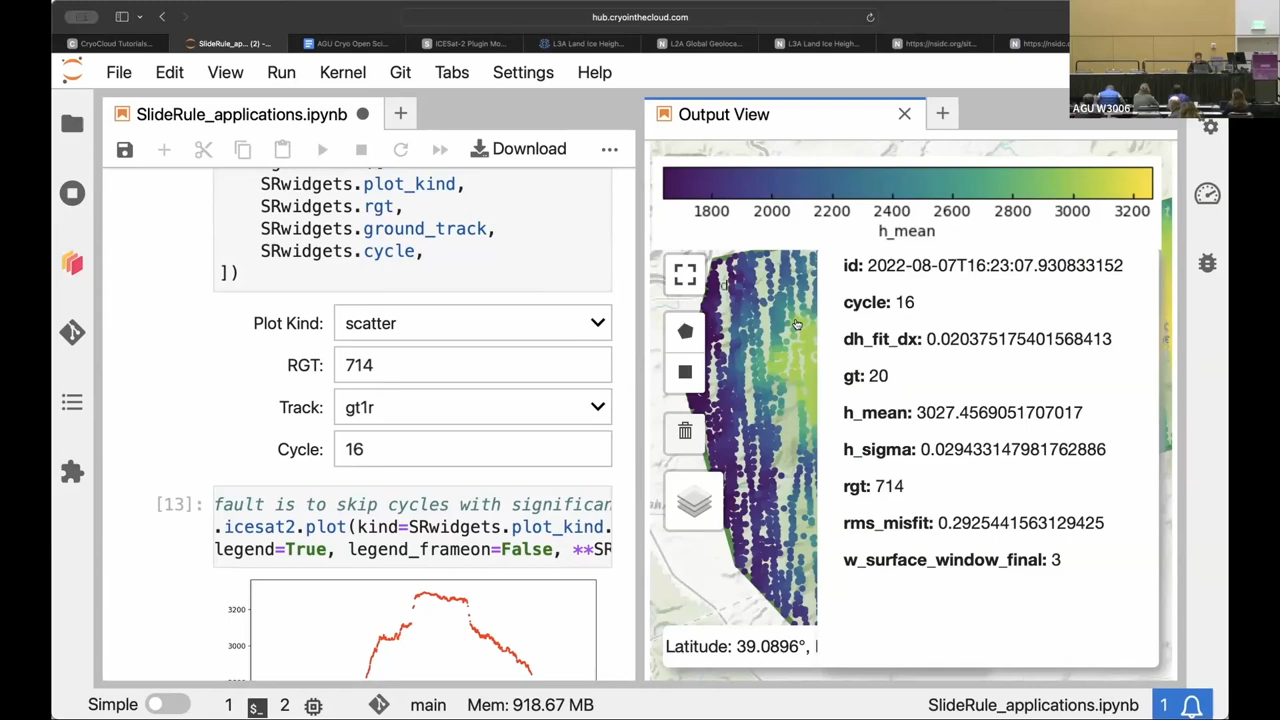 hub.cryointhecloud.com
CryoCloud Tutorials...
SlideRule_ap... (2) -...
AGU Cryo Open Sci...
ICESat-2 Plugin Mo...
L3A Land Ice Heigh...
L2A Global Geoloca...
L3A Land Ice Heigh...
https://nsidc.org/sit...
https://nsidc.o
AGU W3006
File Edit View Run Kernel Git Tabs Settings Help
SlideRule_applications.ipynb
Output View
Download
SRwidgets.plot_kind,
SRwidgets.rgt,
SRwidgets.ground_track,
SRwidgets.cycle,
])
Plot Kind: scatter
RGT: 714
Track: gt1r
Cycle: 16
[13]: fault is to skip cycles with significan
.icesat2.plot(kind=SRwidgets.plot_kind.
legend=True, legend_frameon=False, **SR
3200
3000
1800 2000 2200 2400 2600 2800 3000 3200
h_mean
id: 2022-08-07T16:23:07.930833152
cycle: 16
dh_fit_dx: 0.020375175401568413
gt: 20
h_mean: 3027.4569051707017
h_sigma: 0.029433147981762886
rgt: 714
rms_misfit: 0.2925441563129425
w_surface_window_final: 3
Latitude: 39.0896°,
Simple 1 2 main Mem: 918.67 MB SlideRule_applications.ipynb 1